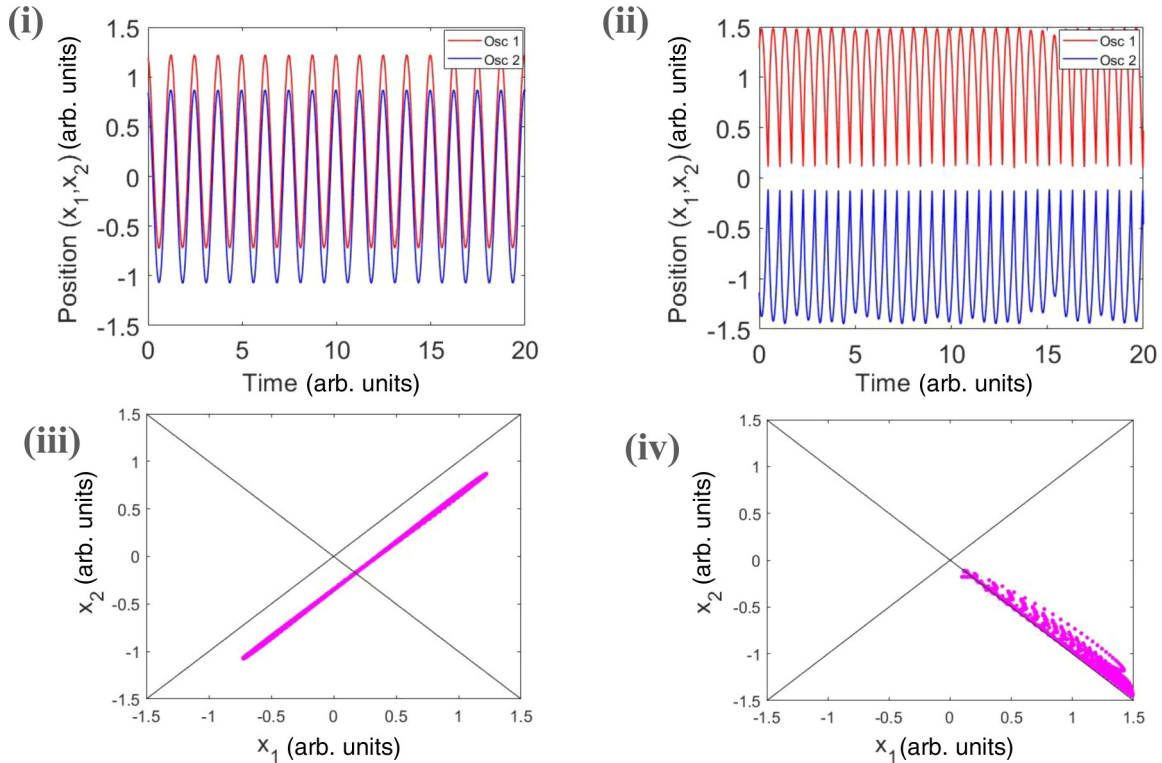 (i)
Position (x1,x2) (arb. units)
1.5
1
0.5
0
-0.5
-1
-1.5
Osc 1
Osc 2
0 5 10 15 20
Time (arb. units)
(ii)
Position (x1,x2) (arb. units)
1.5
1
0.5
0
-0.5
-1
-1.5
Osc 1
Osc 2
0 5 10 15 20
Time (arb. units)
(iii)
x2 (arb. units)
1.5
1
0.5
0
-0.5
-1
-1.5
-1.5 -1 -0.5 0 0.5 1 1.5
x1 (arb. units)
(iv)
x2 (arb. units)
1.5
1
0.5
0
-0.5
-1
-1.5
-1.5 -1 -0.5 0 0.5 1 1.5
x1(arb. units)